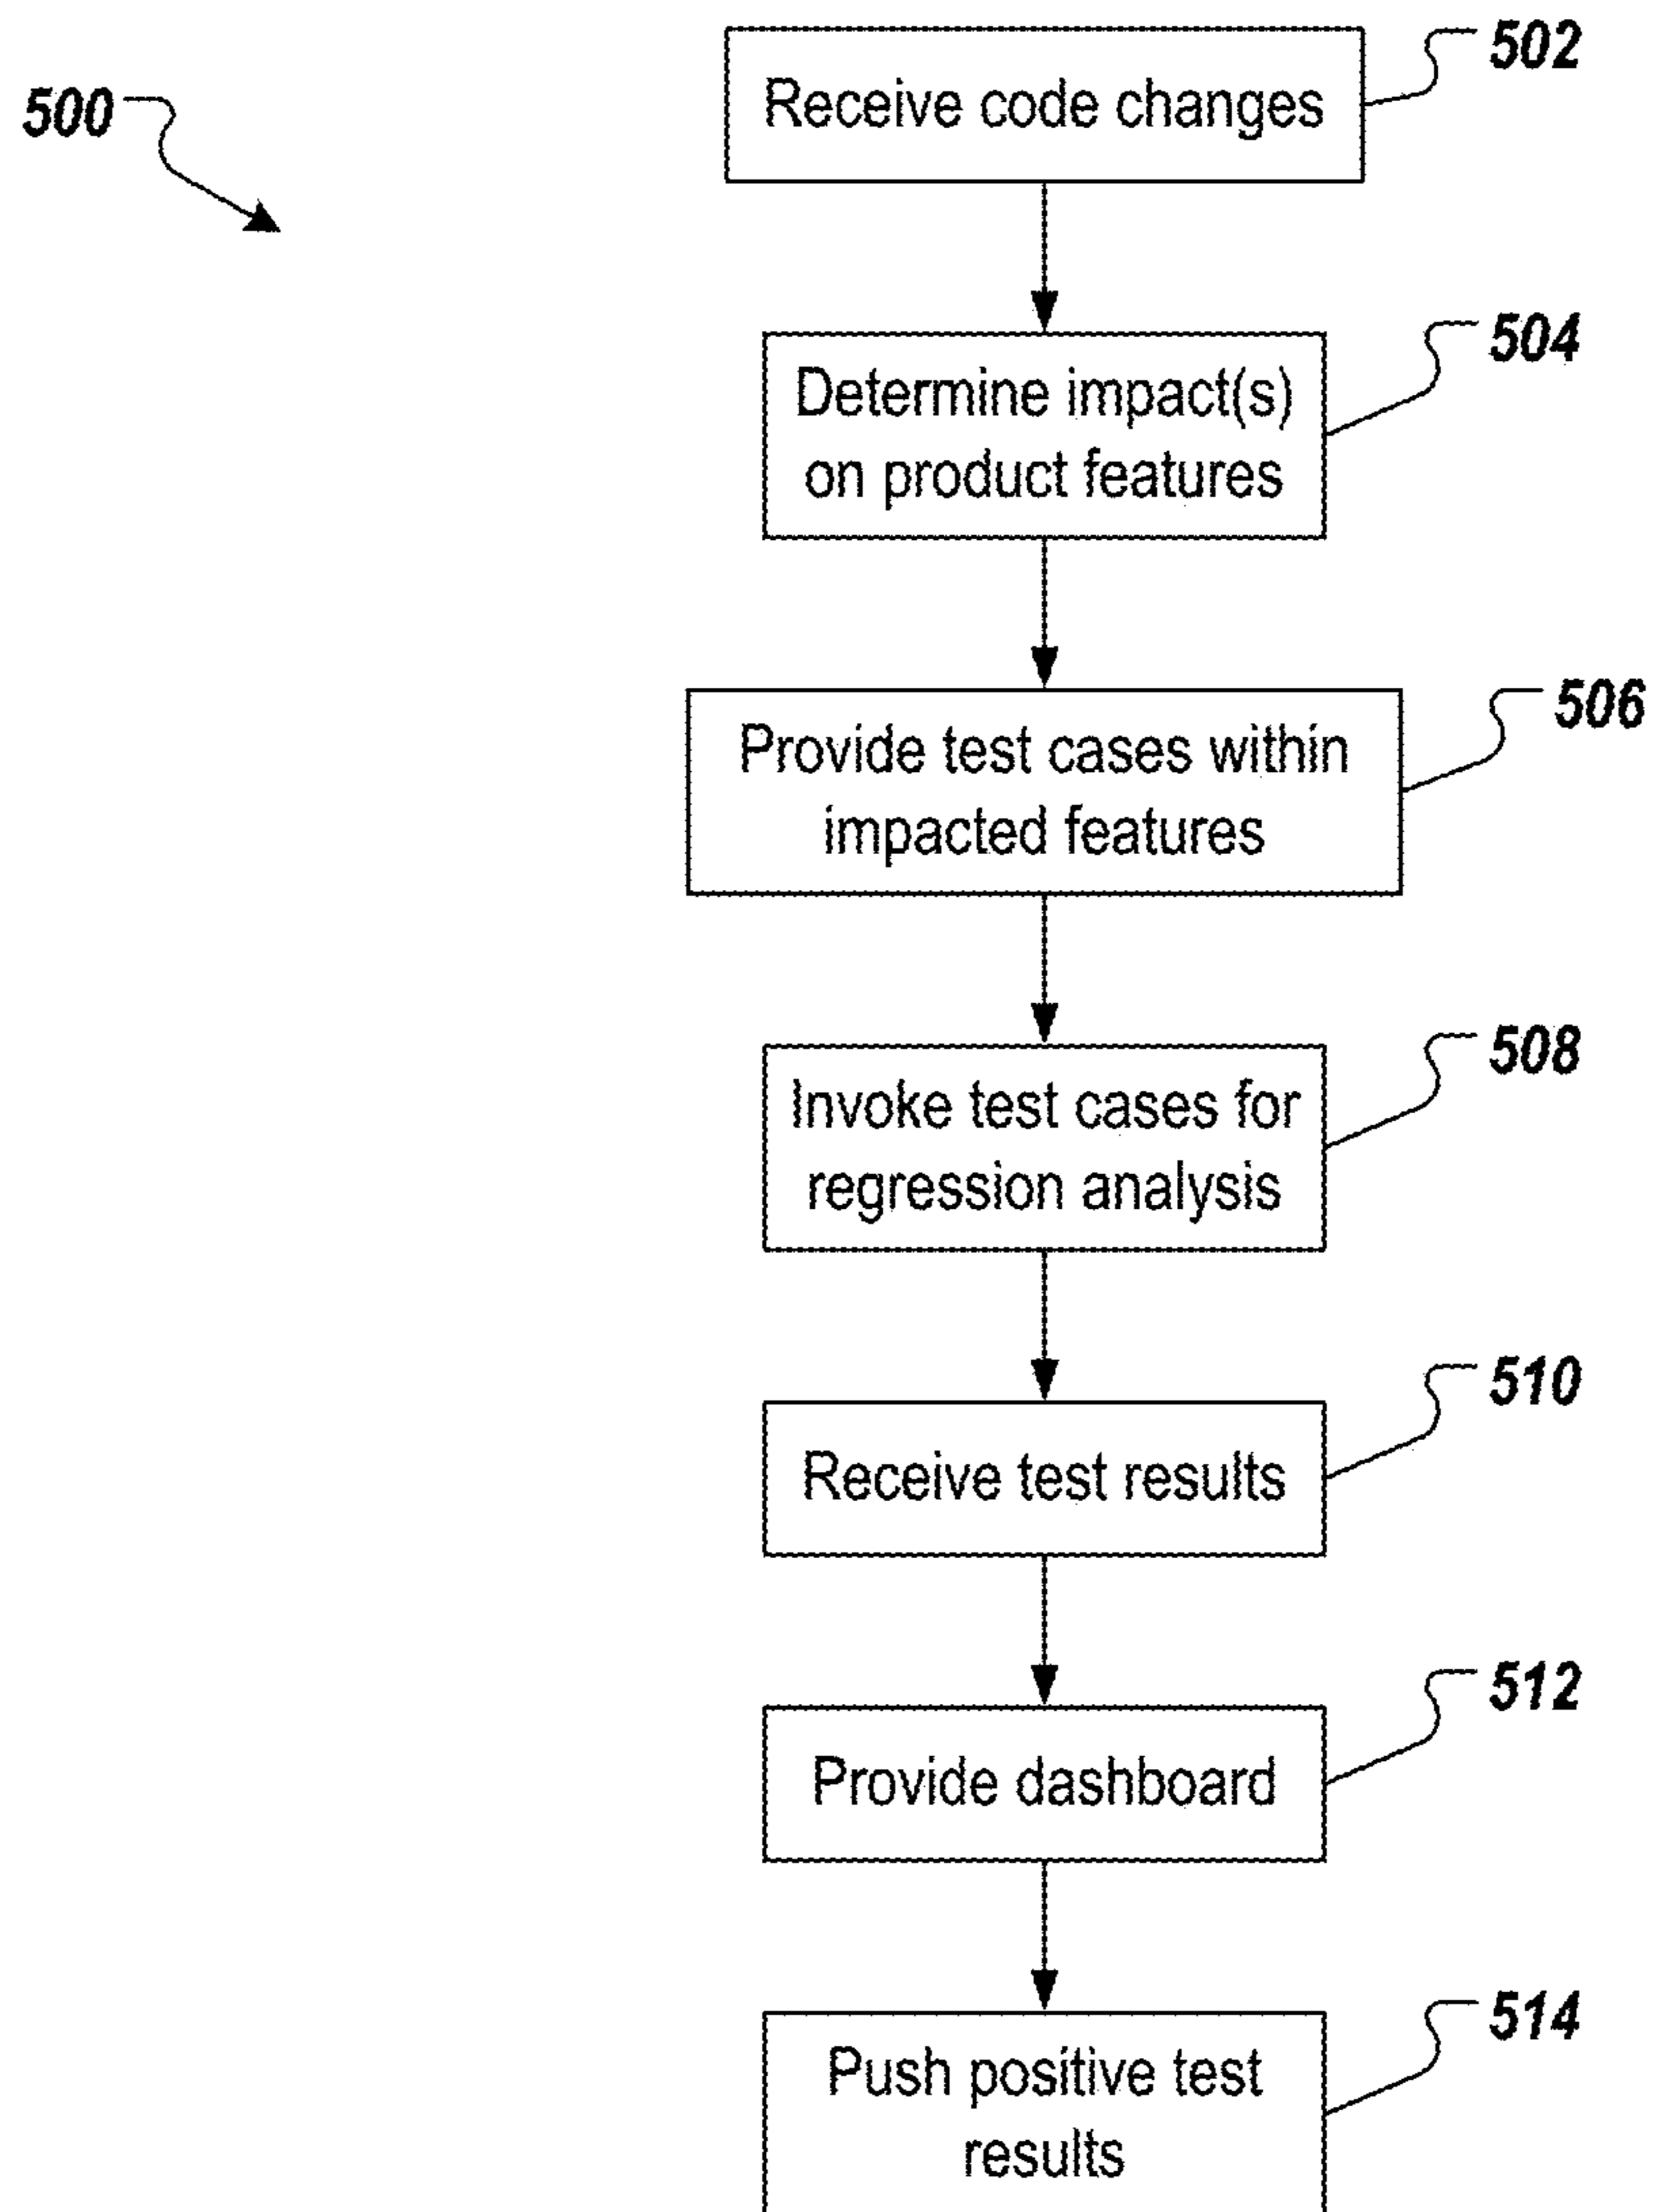 502
Receive code changes
500
504
Determine impact(s)
on product features
506
Provide test cases within
impacted features
508
Invoke test cases for
regression analysis
510
Receive test results
512
Provide dashboard
514
Push positive test
results